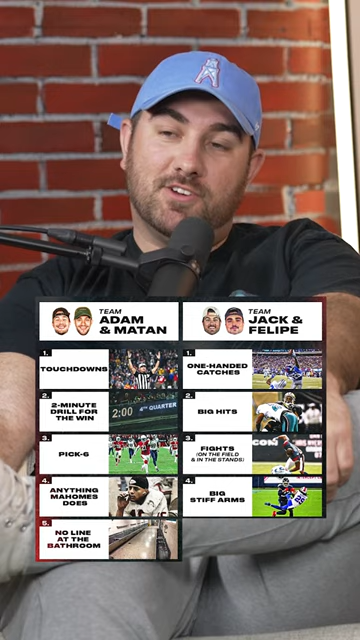 TEAM
ADAM
& MATAN
TEAM
JACK &
FELIPE
1.
TOUCHDOWNS
1.
ONE-HANDED
CATCHES
2.
2-MINUTE
DRILL FOR
THE WIN
2:00
4TH QUARTER
2.
BIG HITS
3.
PICK-6
3.
FIGHTS
(ON THE FIELD
& IN THE STANDS)
4.
ANYTHING
MAHOMES
DOES
4.
BIG
STIFF ARMS
5.
NO LINE
AT THE
BATHROOM